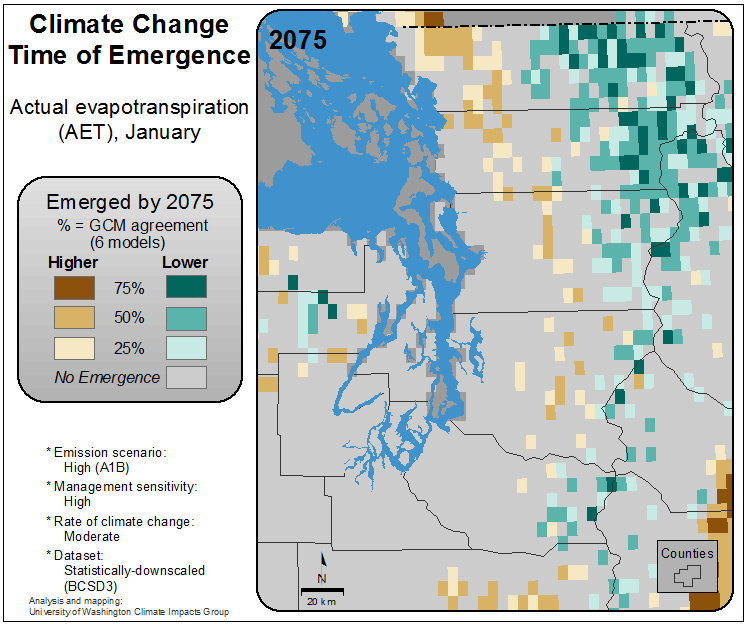 Climate Change
Time of Emergence
Actual evapotranspiration
(AET), January
Emerged by 2075
% = GCM agreement
(6 models)
Higher Lower
75%
50%
25%
No Emergence
* Emission scenario:
High (A1B)
* Management sensitivity:
High
* Rate of climate change:
Moderate
* Dataset:
Statistically-downscaled
(BCSD3)
Analysis and mapping:
University of Washington Climate Impacts Group
2075
N
20 km
Counties